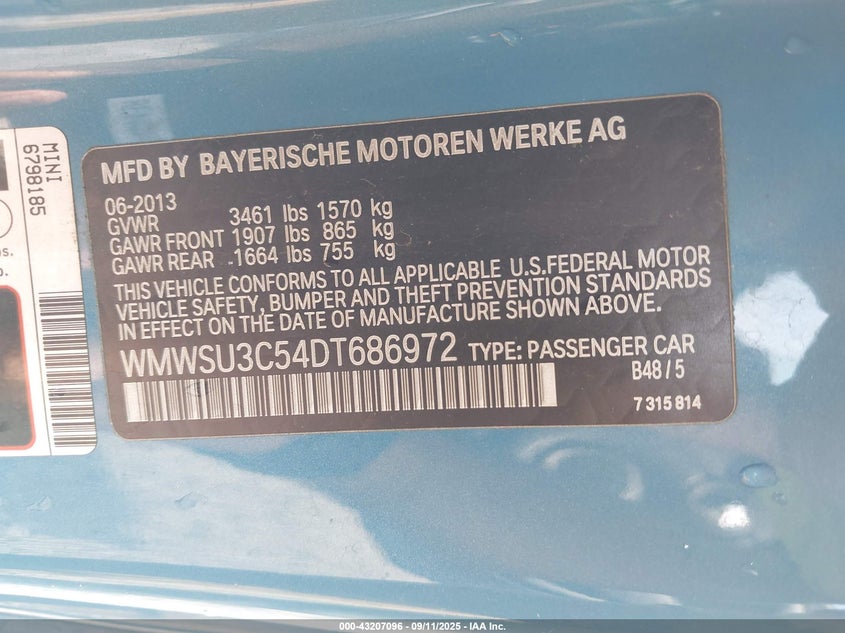 MINI
6798185
ns.
p.
MFD BY BAYERISCHE MOTOREN WERKE AG
06-2013
GVWR 3461 lbs 1570 kg
GAWR FRONT 1907 lbs 865 kg
GAWR REAR .1664 lbs 755 kg
THIS VEHICLE CONFORMS TO ALL APPLICABLE U.S.FEDERAL MOTOR
VEHICLE SAFETY, BUMPER AND THEFT PREVENTION STANDARDS
IN EFFECT ON THE DATE OF MANUFACTURE SHOWN ABOVE.
WMWSU3C54DT686972 TYPE: PASSENGER CAR
B48/5
7 315 814
000-43207096 - 09/11/2025 - IAA Inc.